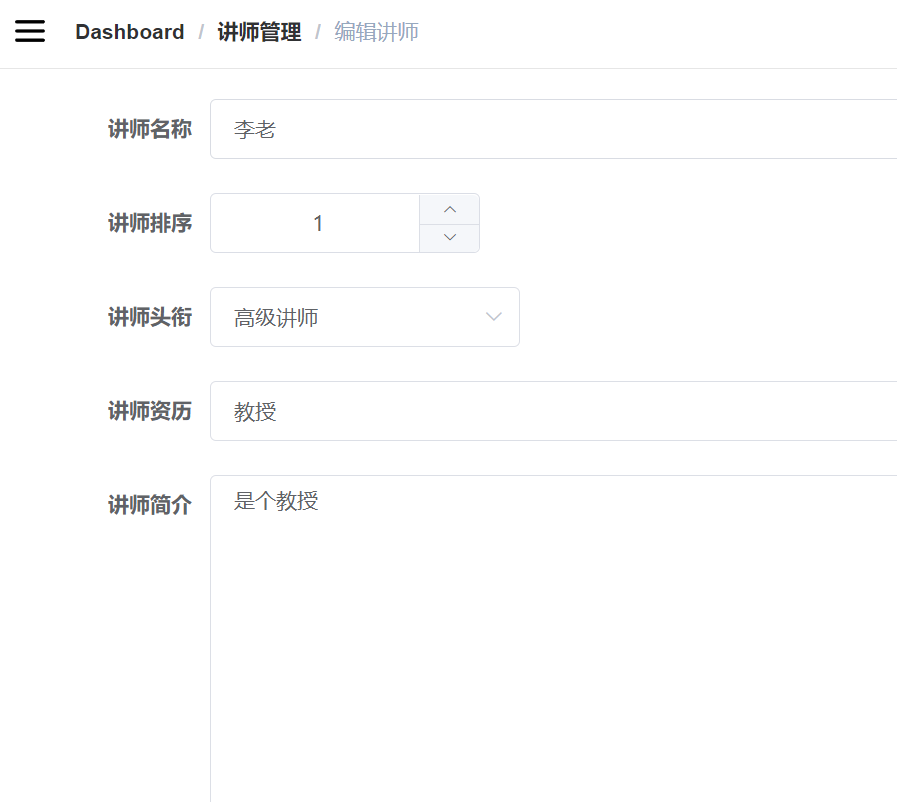 Dashboard / 讲师管理 / 编辑讲师
讲师名称 李老
讲师排序 1
讲师头衔 高级讲师
讲师资历 教授
讲师简介 是个教授